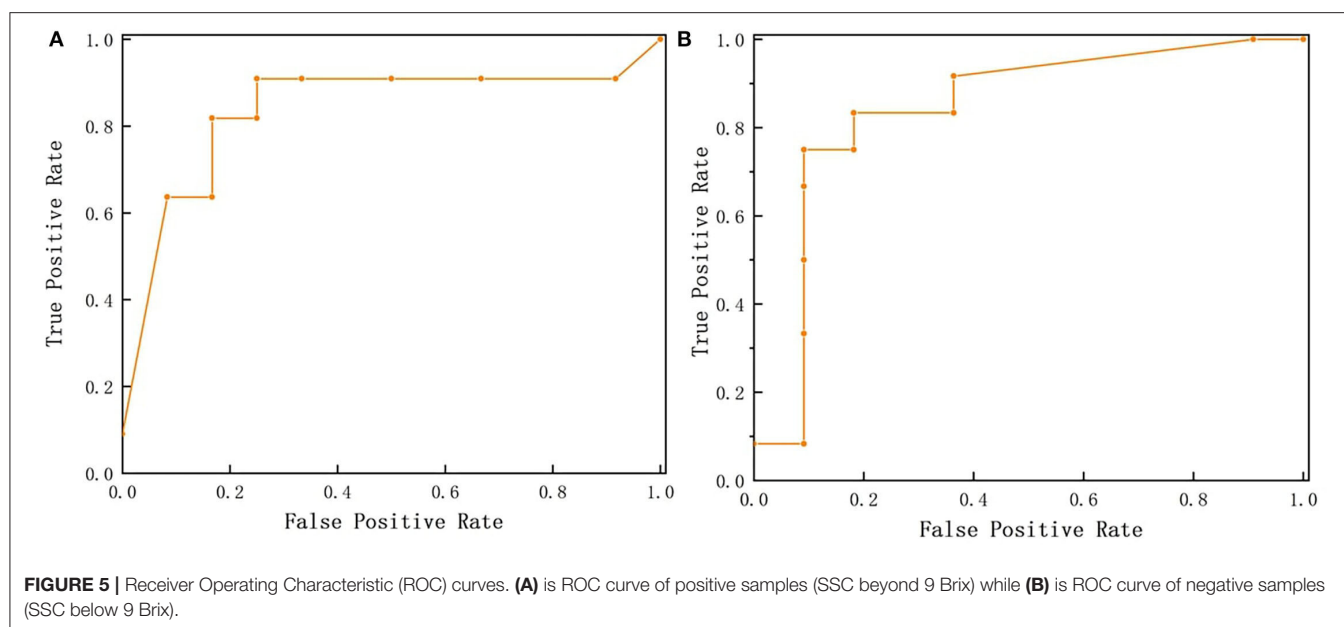 A
1.0
0.8
0.6
0.4
0.2
0.0
True Positive Rate
0.0 0.2 0.4 0.6 0.8 1.0
False Positive Rate
B
1.0
0.8
0.6
0.4
0.2
0.0
True Positive Rate
0.0 0.2 0.4 0.6 0.8 1.0
False Positive Rate
FIGURE 5 | Receiver Operating Characteristic (ROC) curves. (A) is ROC curve of positive samples (SSC beyond 9 Brix) while (B) is ROC curve of negative samples
(SSC below 9 Brix).